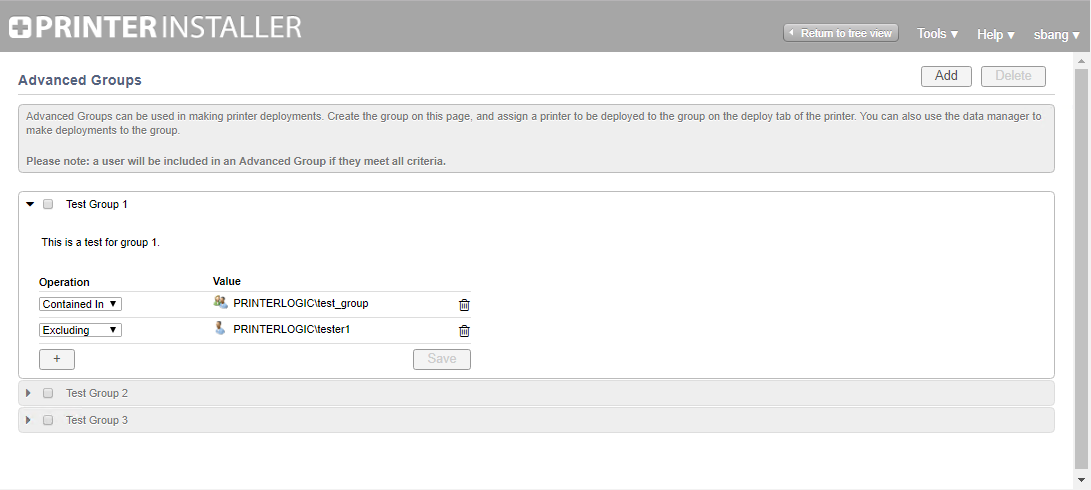 PRINTERINSTALLER
Return to tree view Tools ▼ Help ▼ sbang ▼
Advanced Groups Add Delete
Advanced Groups can be used in making printer deployments. Create the group on this page, and assign a printer to be deployed to the group on the deploy tab of the printer. You can also use the data manager to
make deployments to the group.
Please note: a user will be included in an Advanced Group if they meet all criteria.
Test Group 1
This is a test for group 1.
Operation Value
Contained In ▼ PRINTERLOGIC\test_group
Excluding ▼ PRINTERLOGIC\tester1
+ Save
Test Group 2
Test Group 3